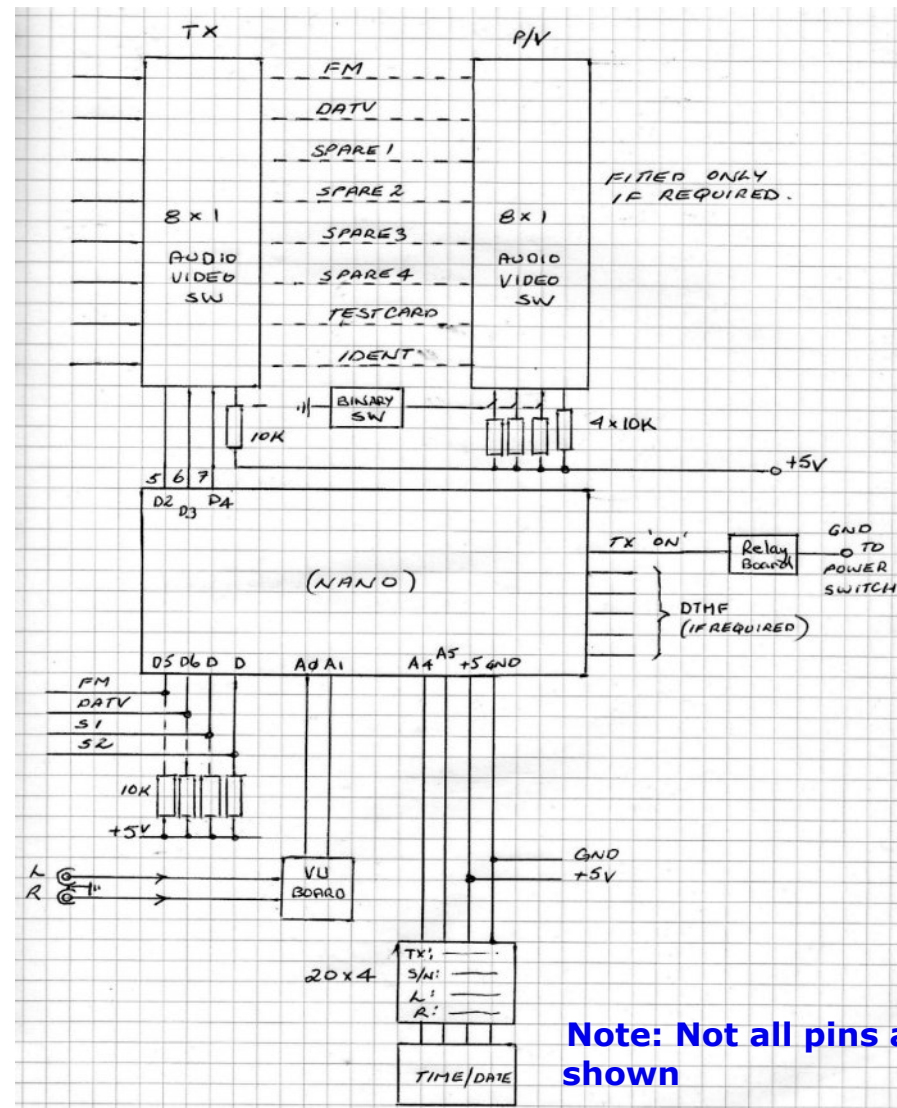 TX
P/V
FM
DATV
SPARE 1
SPARE 2
SPARE 3
SPARE 4
TESTCARD
IDENT
8 x 1
AUDIO
VIDEO
SW
8 x 1
AUDIO
VIDEO
SW
FITTED ONLY
IF REQUIRED.
BINARY
SW
10K
4 x 10K
+5V
5 6 7
D2 D3 D4
(NANO)
TX 'ON'
Relay
Board
GND
TO
POWER
SWITCH
DTMF
(IF REQUIRED)
D5 D6 D D A0 A1 A4 A5 +5 GND
FM
DATV
S1
S2
10K
+5V
L
R
VU
BOARD
GND
+5V
20 x 4
TX:
S/N:
L:
R:
TIME/DATE
Note: Not all pins a
shown